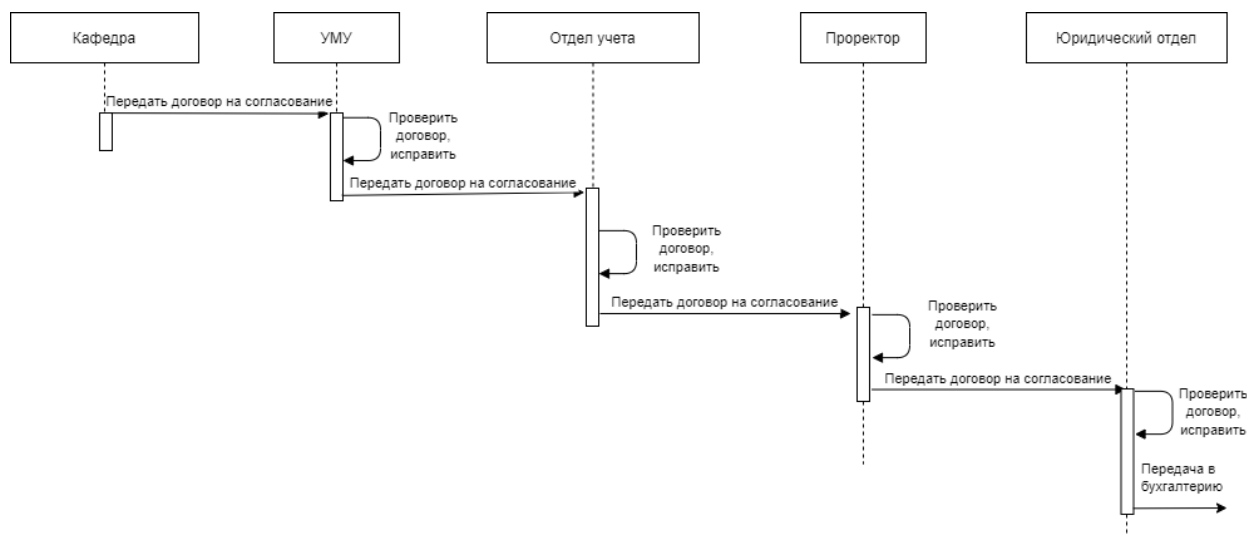 Кафедра
УМУ
Отдел учета
Проректор
Юридический отдел
Передать договор на согласование
Проверить
договор,
исправить
Передать договор на согласование
Проверить
договор,
исправить
Передать договор на согласование
Проверить
договор,
исправить
Передать договор на согласование
Проверить
договор,
исправить
Передача в
бухгалтерию